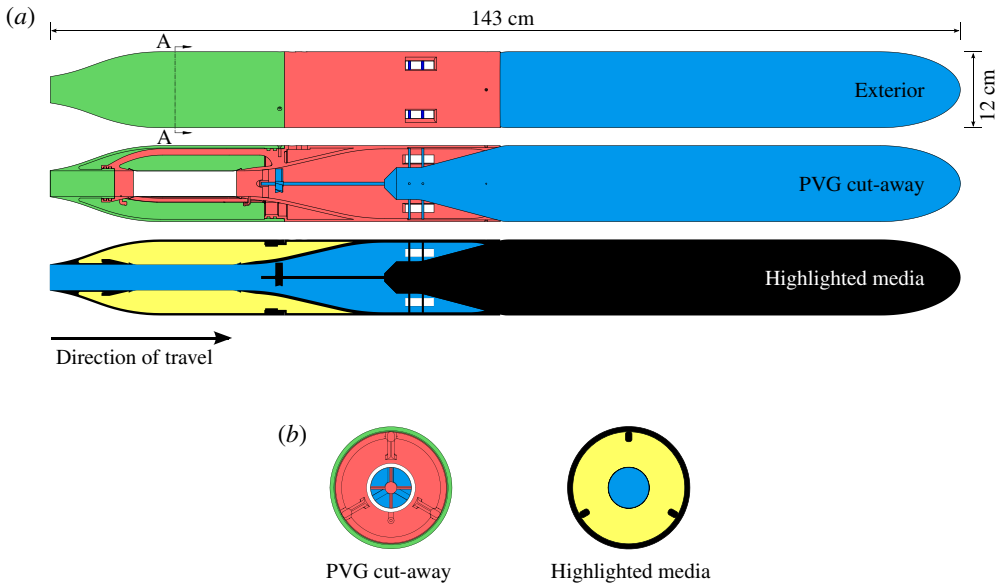 (a)
143 cm
A
A
Exterior
12 cm
PVG cut-away
Highlighted media
Direction of travel
(b)
PVG cut-away
Highlighted media